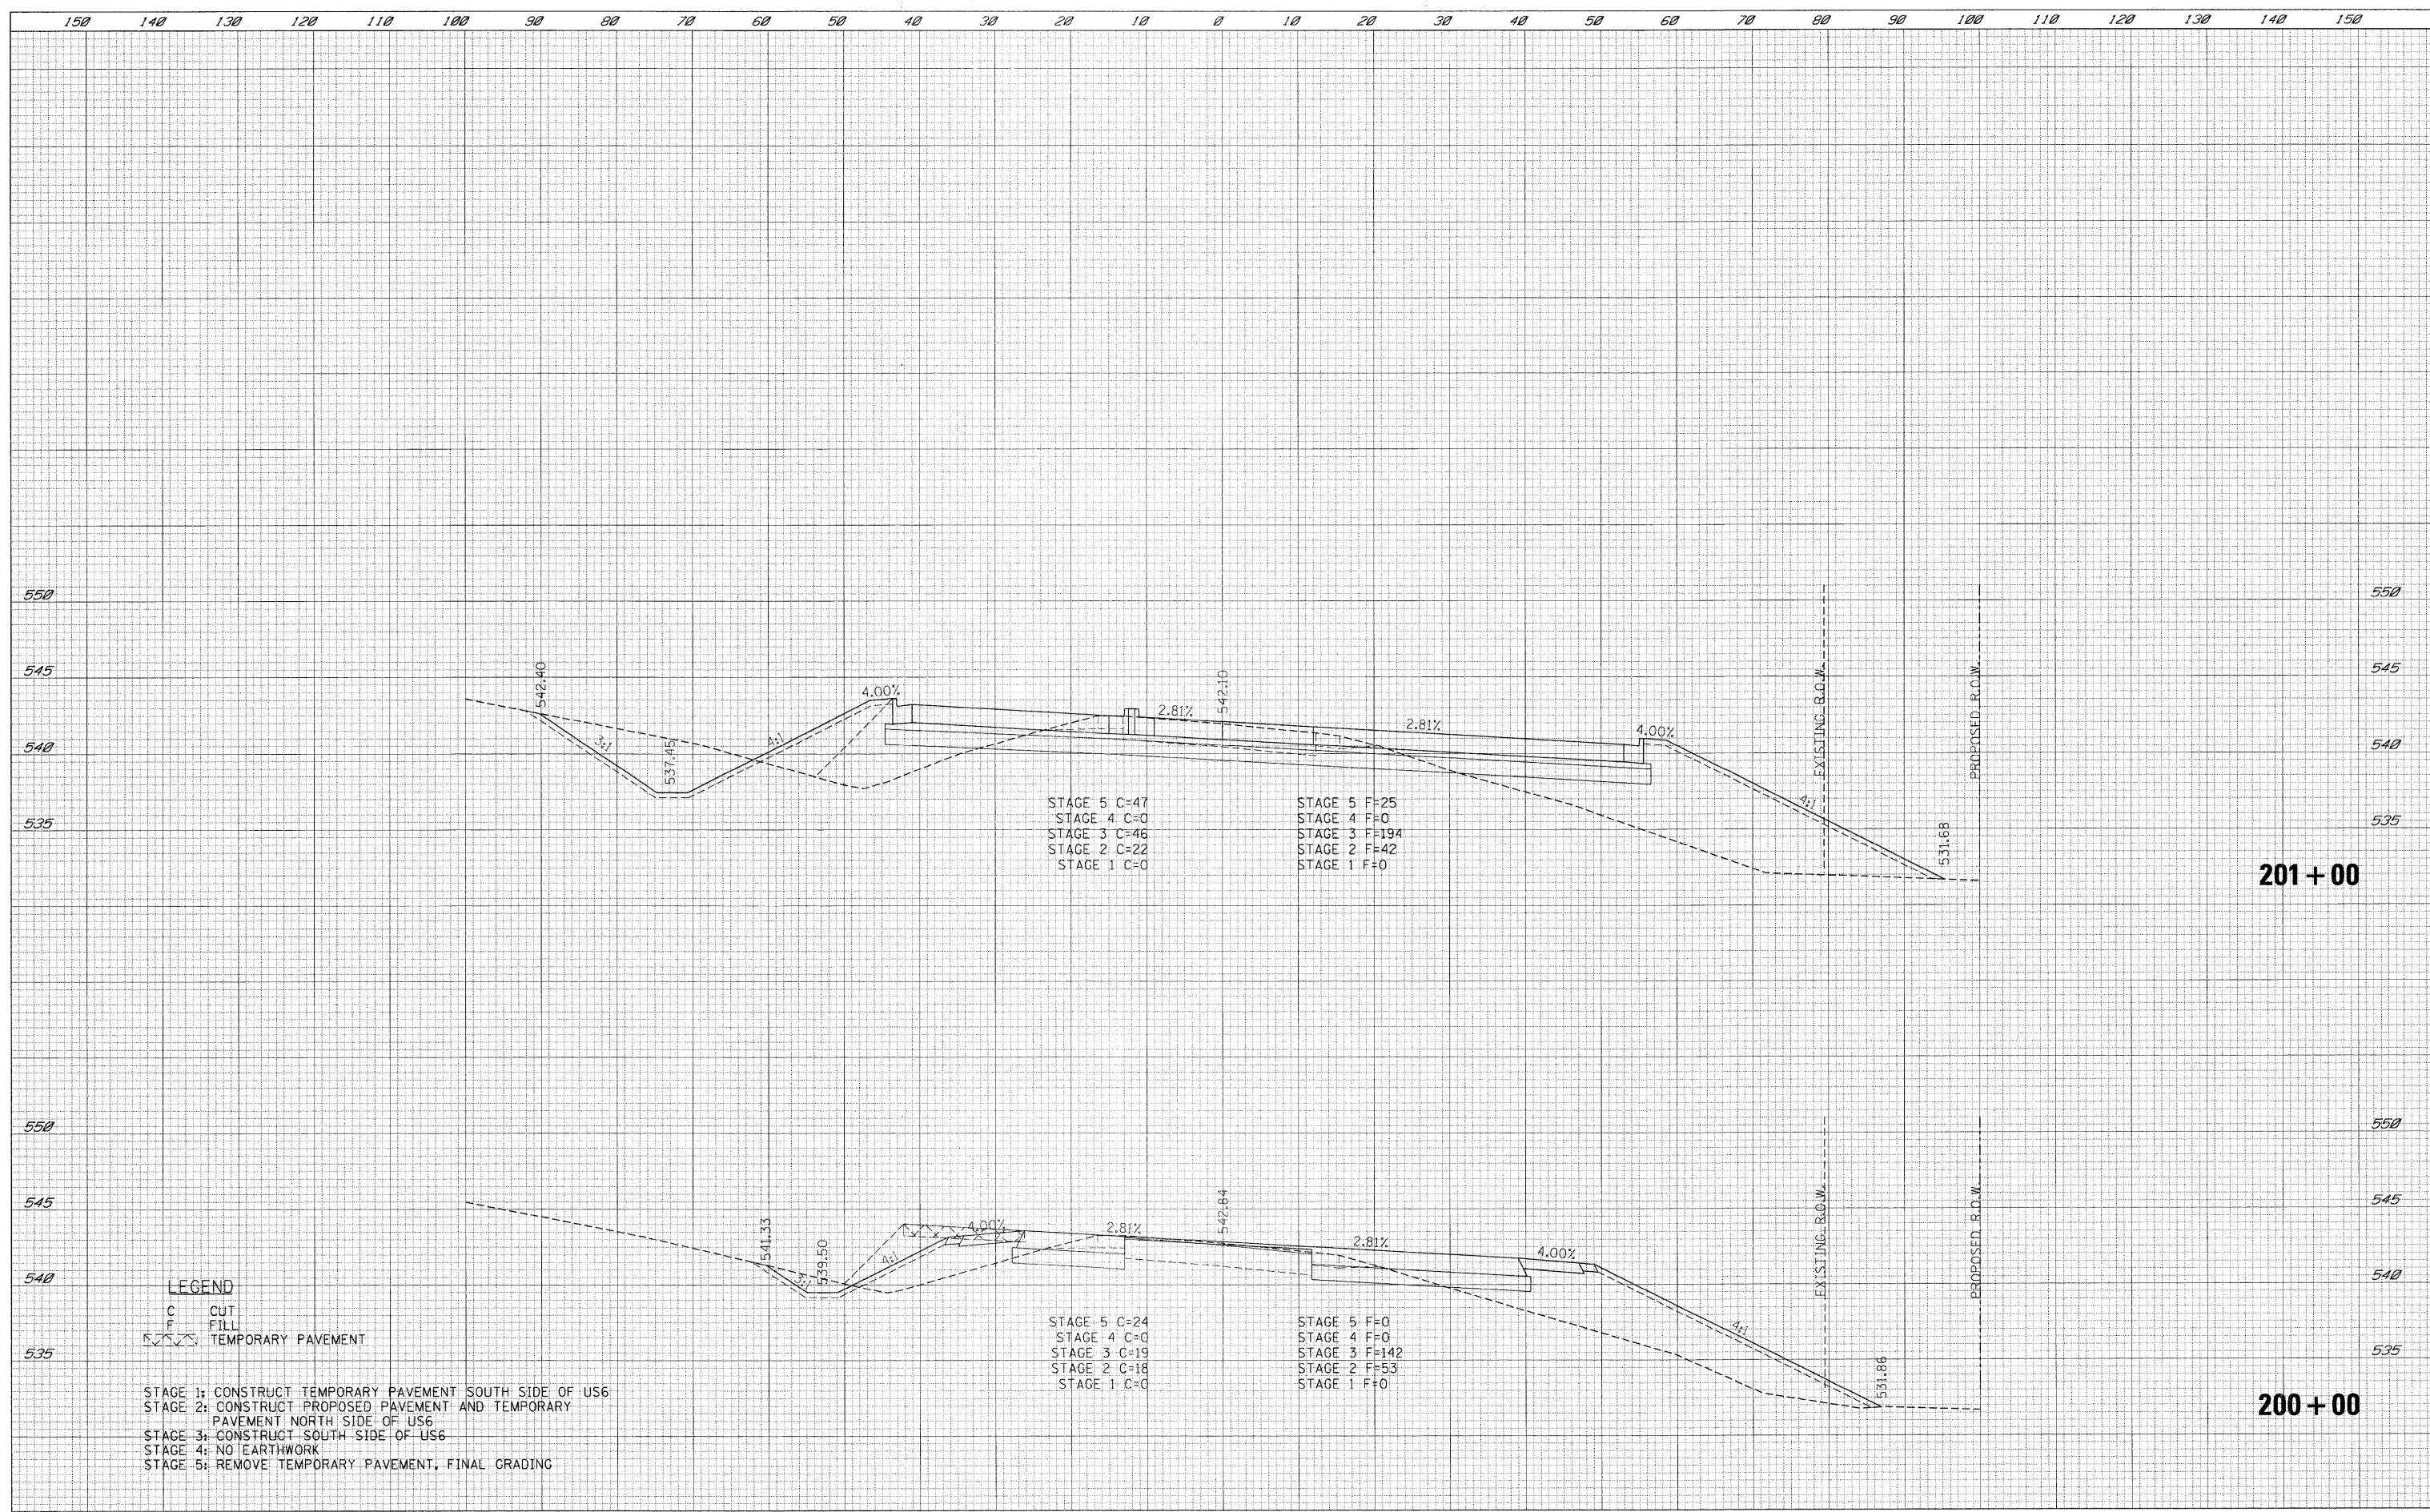 150 140 130 120 110 100 90 80 70 60 50 40 30 20 10 0 10 20 30 40 50 60 70 80 90 100 110 120 130 140 150
550 550
545 542.40 4.00% 542.10 EXISTING R.O.W. PROPOSED R.O.W. 545
2.81% 2.81% 4.00%
540 3:1 537.45 4:1 540
4:1
535 531.68 535
STAGE 5 C=47 STAGE 5 F=25
STAGE 4 C=0 STAGE 4 F=0
STAGE 3 C=46 STAGE 3 F=194
STAGE 2 C=22 STAGE 2 F=42
STAGE 1 C=0 STAGE 1 F=0
201+00
550 550
545 541.33 4.00% 2.81% 542.84 EXISTING R.O.W. PROPOSED R.O.W. 545
2.81% 4.00%
540 3:1 539.50 4:1 540
4:1
535 531.86 535
STAGE 5 C=24 STAGE 5 F=0
STAGE 4 C=0 STAGE 4 F=0
STAGE 3 C=19 STAGE 3 F=142
STAGE 2 C=18 STAGE 2 F=53
STAGE 1 C=0 STAGE 1 F=0
200+00
LEGEND
C CUT
F FILL
TEMPORARY PAVEMENT
STAGE 1: CONSTRUCT TEMPORARY PAVEMENT SOUTH SIDE OF US6
STAGE 2: CONSTRUCT PROPOSED PAVEMENT AND TEMPORARY
PAVEMENT NORTH SIDE OF US6
STAGE 3: CONSTRUCT SOUTH SIDE OF US6
STAGE 4: NO EARTHWORK
STAGE 5: REMOVE TEMPORARY PAVEMENT, FINAL GRADING